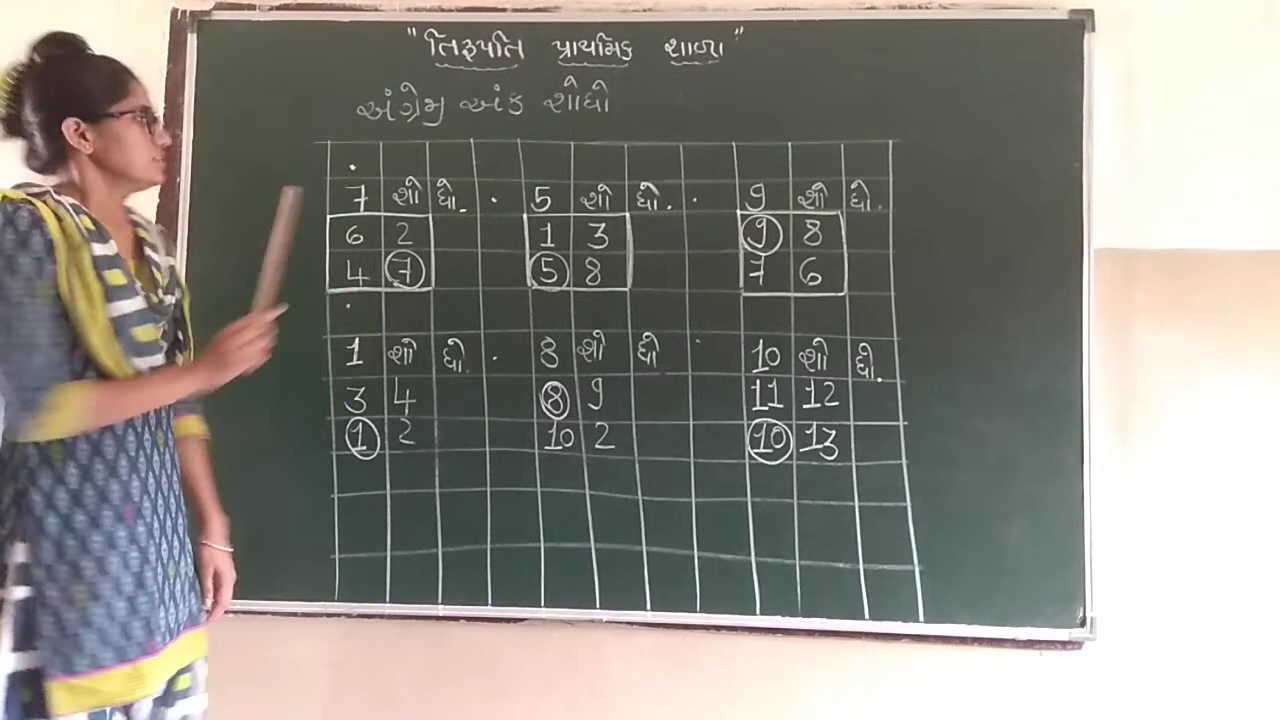 "તિરૂપતિ પ્રાથમિક શાળા"
અંગ્રેજી અંક શોધો
7 શો ધો. . 5 શો ધો. . 9 શો ધો.
6 2 1 3 9 8
4 7 5 8 7 6
1 શો ધો. . 8 શો ધો . 10 શો ધો.
3 4 8 9 11 12
1 2 10 2 10 13